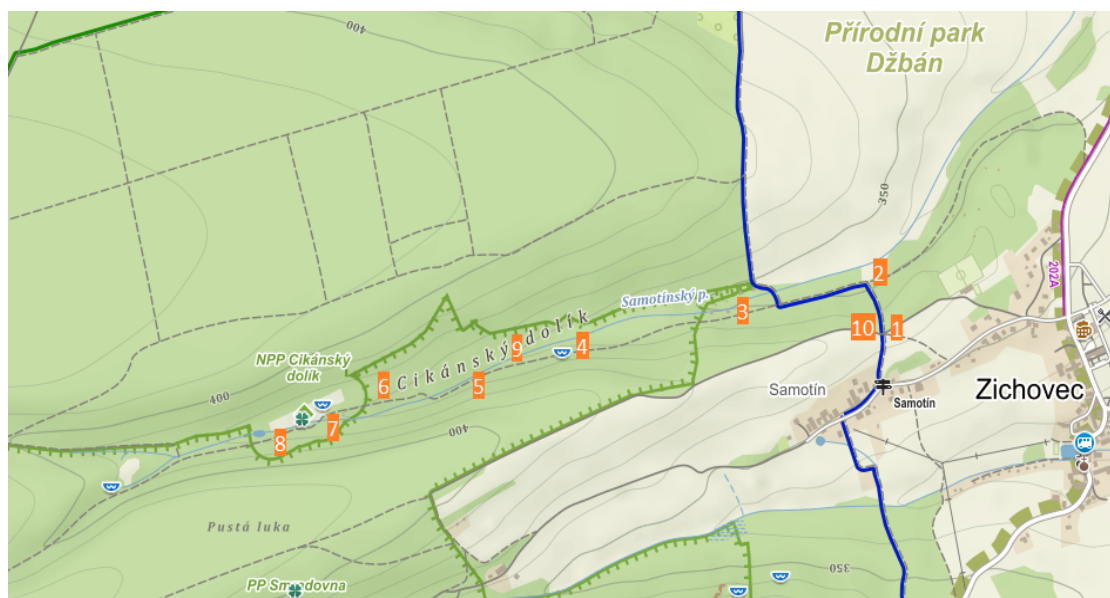 400
Přírodní park
Džbán
350
202A
2
Samotínský p.
3
10
1
Cikánský dolík
9
4
NPP Cikánský
dolík
6
5
400
Samotín
Samotín
Zichovec
7
8
400
Pustá luka
350
PP Smradovna